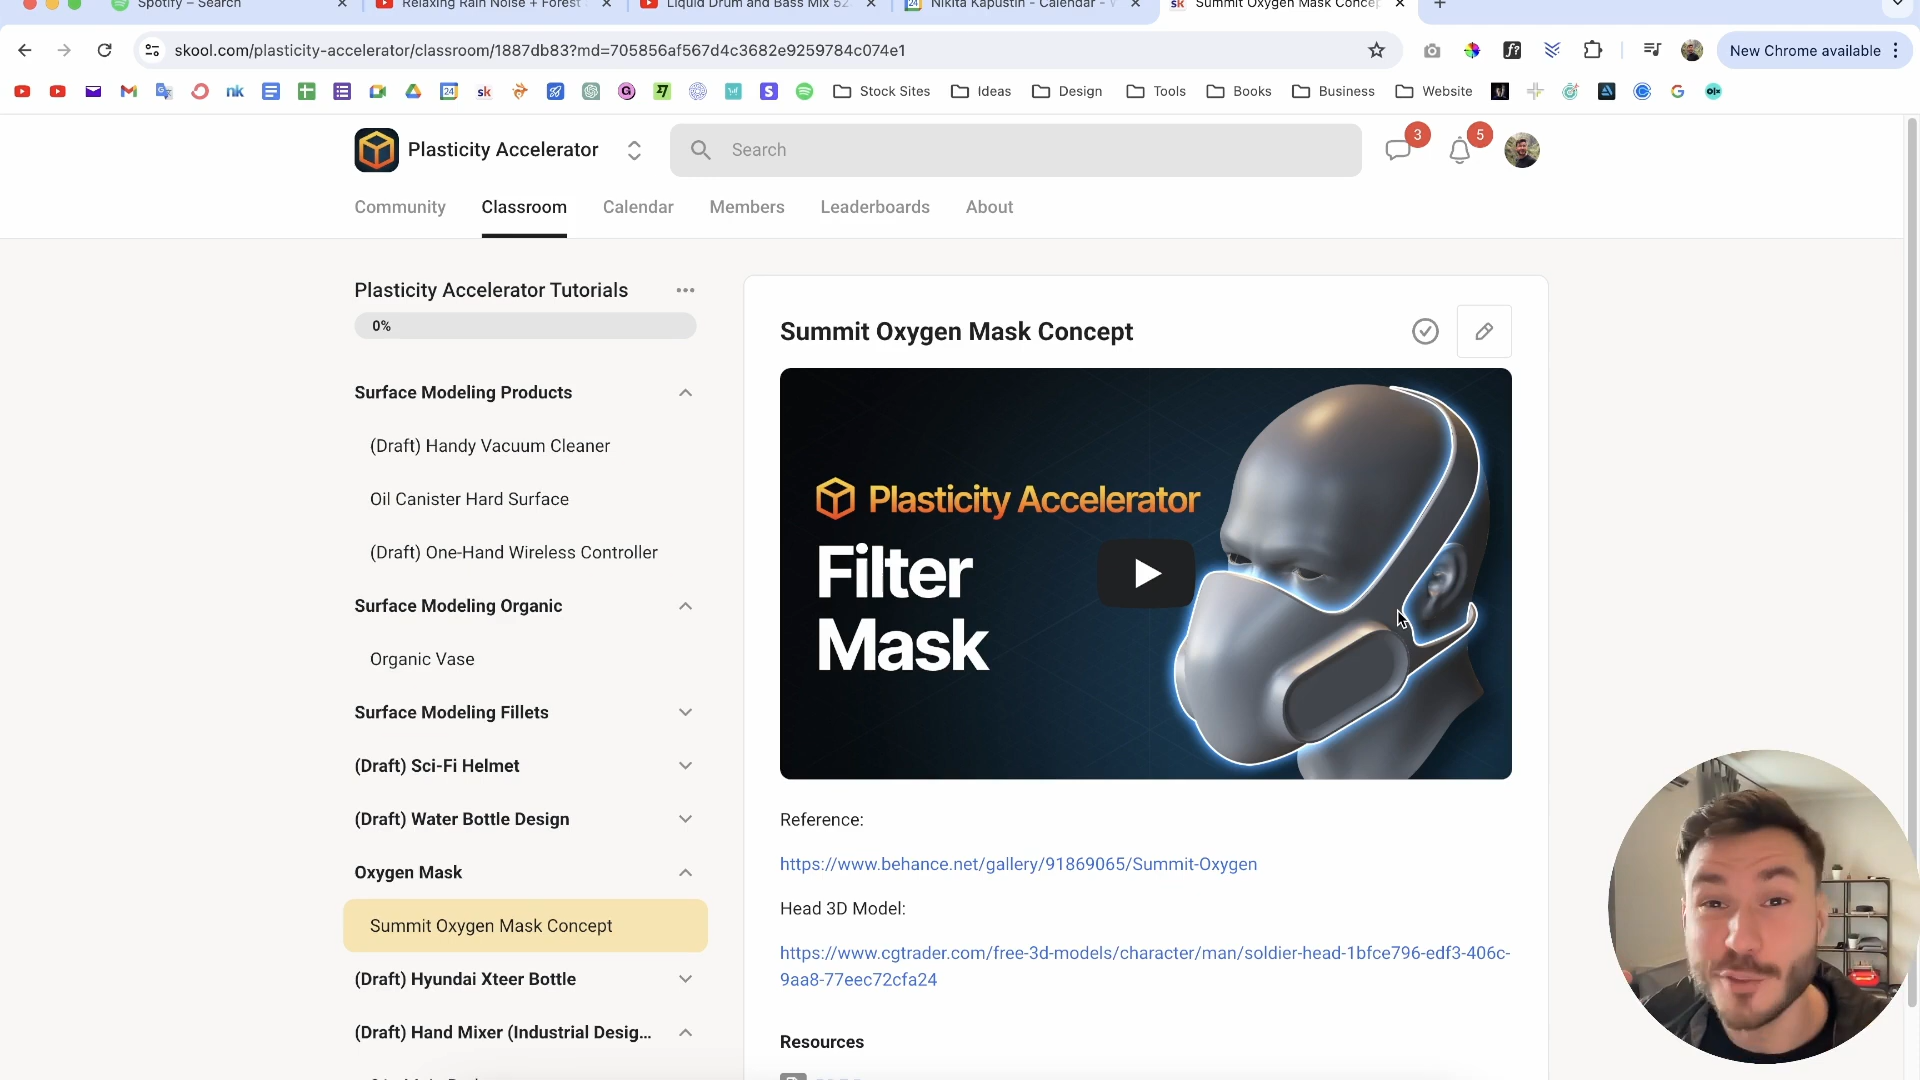 Spotify – Search
Relaxing Rain Noise + Forest
Liquid Drum and Bass Mix 52
Nikita Kapustin - Calendar - W
Summit Oxygen Mask Concep
skool.com/plasticity-accelerator/classroom/1887db83?md=705856af567d4c3682e9259784c074e1
New Chrome available
Stock Sites
Ideas
Design
Tools
Books
Business
Website
Plasticity Accelerator
Search
3
5
Community
Classroom
Calendar
Members
Leaderboards
About
Plasticity Accelerator Tutorials
0%
Surface Modeling Products
(Draft) Handy Vacuum Cleaner
Oil Canister Hard Surface
(Draft) One-Hand Wireless Controller
Surface Modeling Organic
Organic Vase
Surface Modeling Fillets
(Draft) Sci-Fi Helmet
(Draft) Water Bottle Design
Oxygen Mask
Summit Oxygen Mask Concept
(Draft) Hyundai Xteer Bottle
(Draft) Hand Mixer (Industrial Desig...
Summit Oxygen Mask Concept
Plasticity Accelerator
Filter
Mask
Reference:
https://www.behance.net/gallery/91869065/Summit-Oxygen
Head 3D Model:
https://www.cgtrader.com/free-3d-models/character/man/soldier-head-1bfce796-edf3-406c-
9aa8-77eec72cfa24
Resources